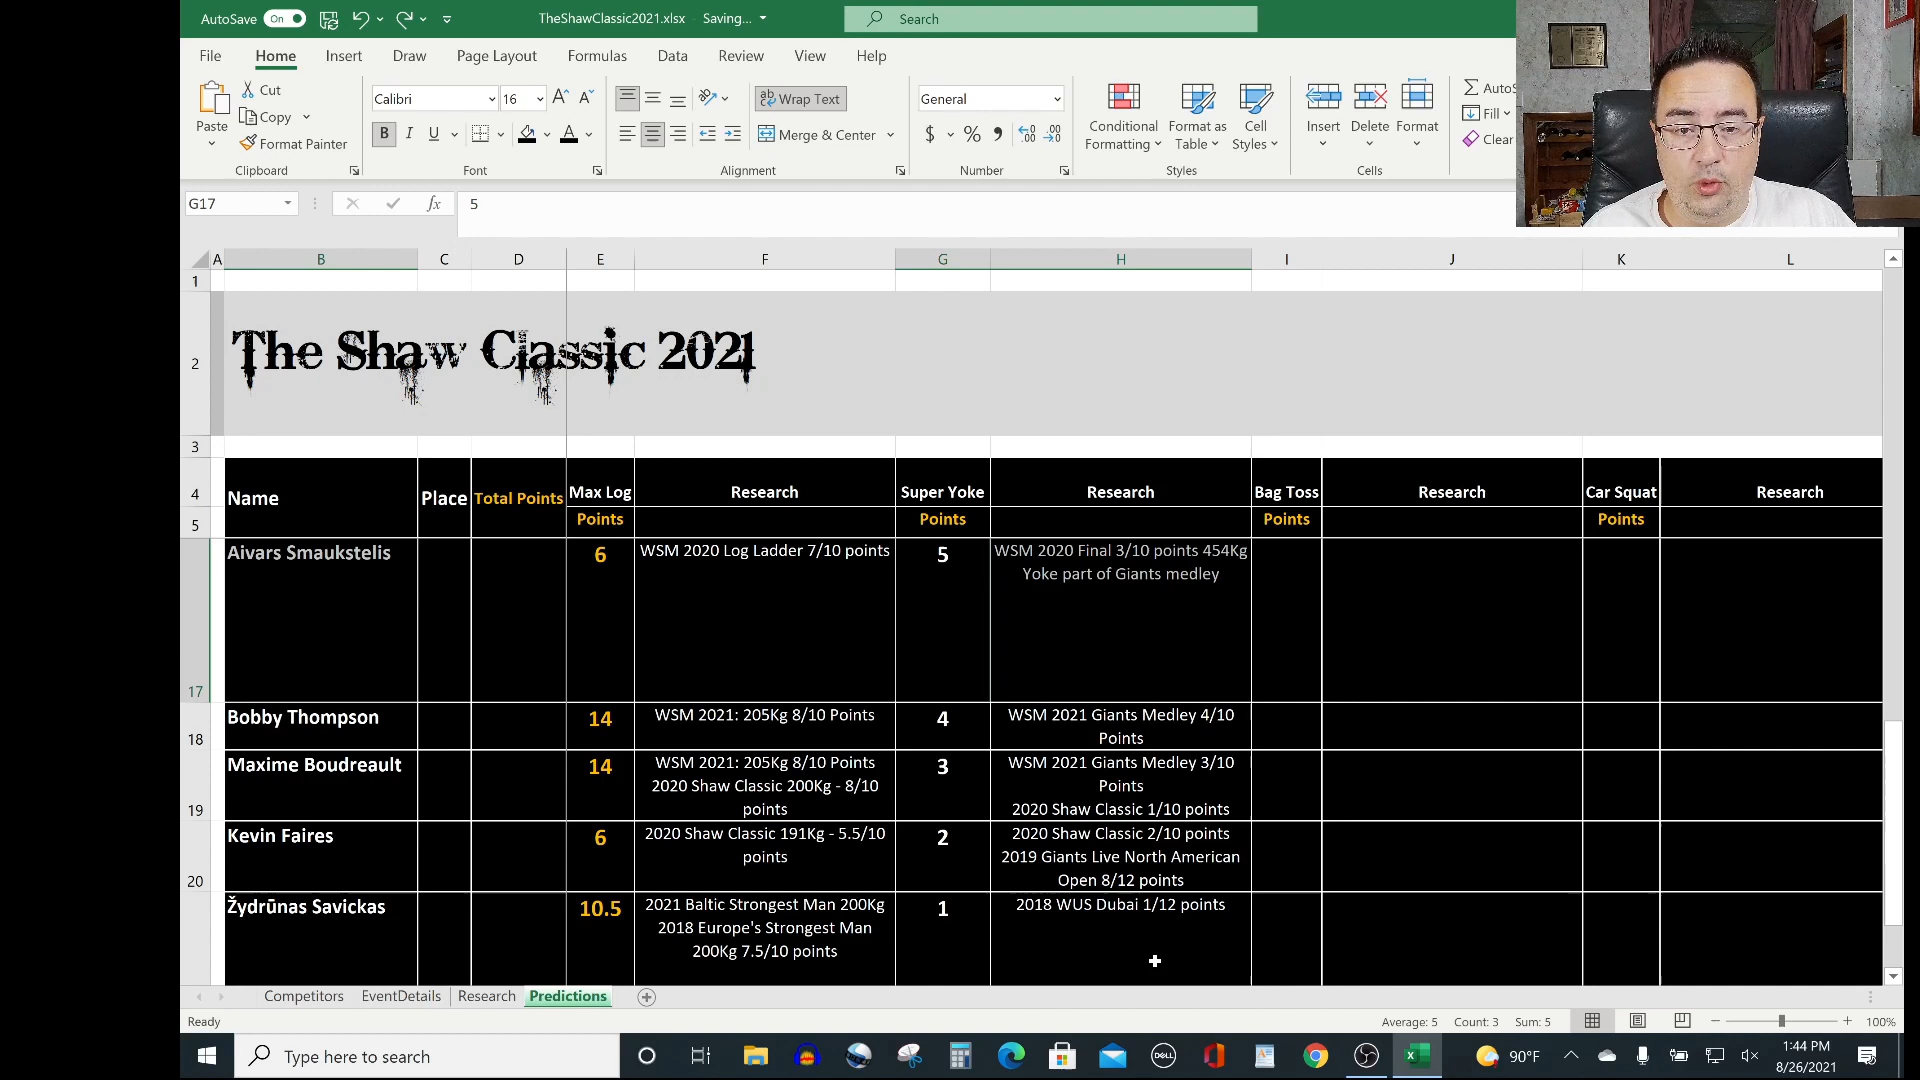 AutoSave On TheShawClassic2021.xlsx - Saving... Search
File Home Insert Draw Page Layout Formulas Data Review View Help
Paste
Cut
Copy
Format Painter
Calibri 16
B I U
Wrap Text
Merge & Center
General
$ %
Conditional Formatting
Format as Table
Cell Styles
Insert
Delete
Format
Fill
Clear
Clipboard Font Alignment Number Styles Cells
G17 fx 5
A B C D E F G H I J K L
1
2
The Shaw Classic 2021
3
4 Name Place Total Points Max Log Research Super Yoke Research Bag Toss Research Car Squat Research
5 Points Points Points Points
Aivars Smaukstelis 6 WSM 2020 Log Ladder 7/10 points 5 WSM 2020 Final 3/10 points 454Kg
Yoke part of Giants medley
17
Bobby Thompson 14 WSM 2021: 205Kg 8/10 Points 4 WSM 2021 Giants Medley 4/10
18 Points
Maxime Boudreault 14 WSM 2021: 205Kg 8/10 Points 3 WSM 2021 Giants Medley 3/10
2020 Shaw Classic 200Kg - 8/10 Points
19 points 2020 Shaw Classic 1/10 points
Kevin Faires 6 2020 Shaw Classic 191Kg - 5.5/10 2 2020 Shaw Classic 2/10 points
points 2019 Giants Live North American
20 Open 8/12 points
Žydrūnas Savickas 10.5 2021 Baltic Strongest Man 200Kg 1 2018 WUS Dubai 1/12 points
2018 Europe's Strongest Man
200Kg 7.5/10 points
Competitors EventDetails Research Predictions
Ready Average: 5 Count: 3 Sum: 5 100%
Type here to search DELL 90°F 1:44 PM
8/26/2021